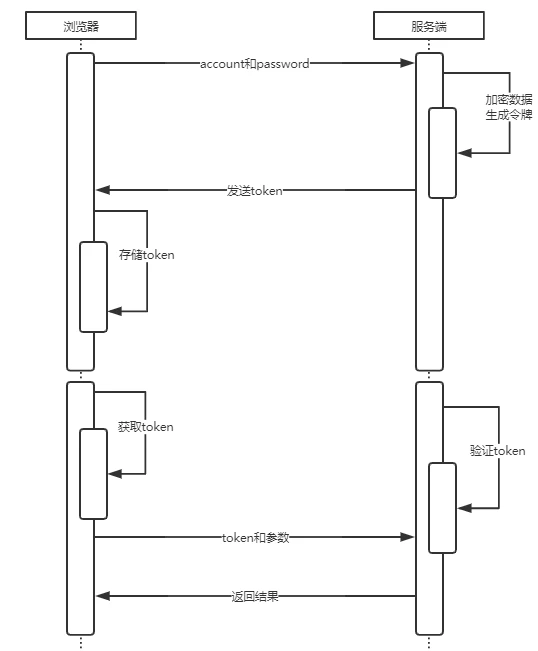 浏览器
服务端
account和password
加密数据
生成令牌
发送token
存储token
获取token
验证token
token和参数
返回结果